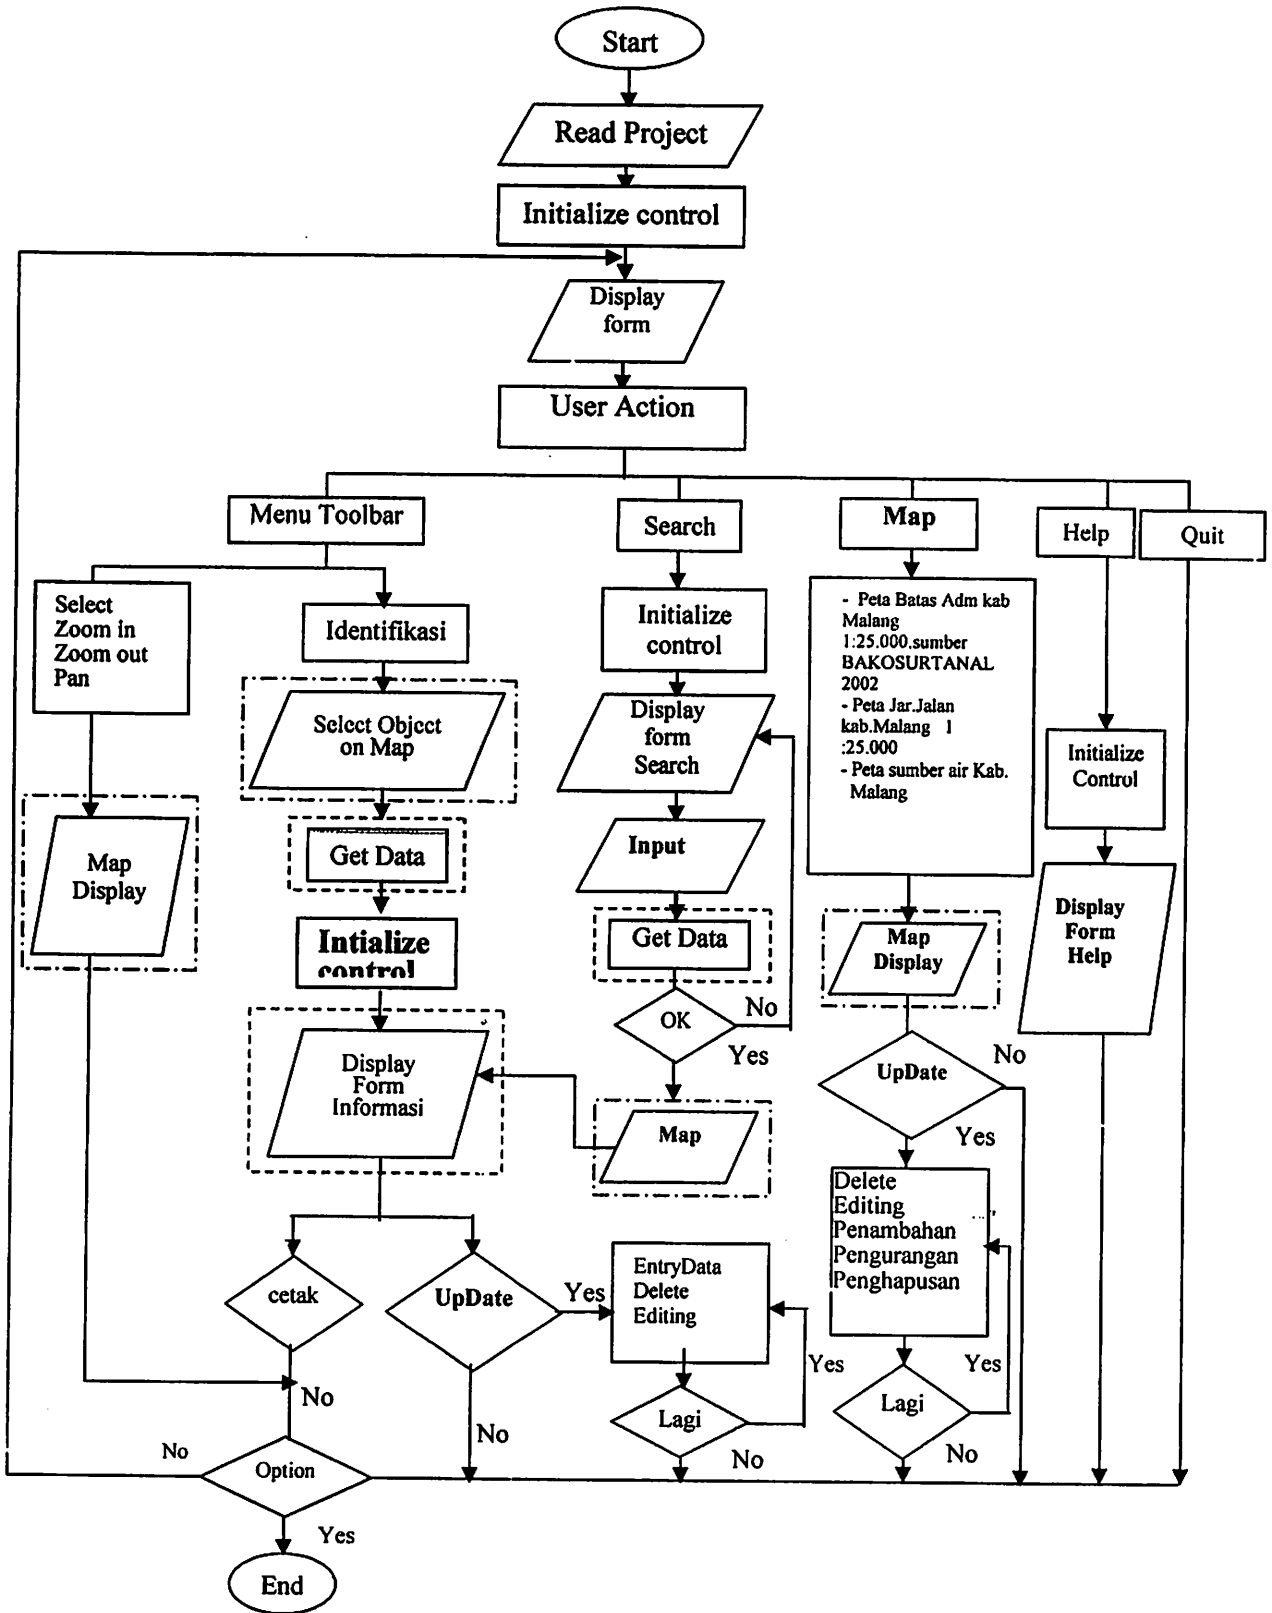 Start
Read Project
Initialize control
Display
form
User Action
Menu Toolbar
Search
Map
Help
Quit
Select
Zoom in
Zoom out
Pan
Map
Display
Identifikasi
Select Object
on Map
Get Data
Intialize
control
Display
Form
Informasi
cetak
No
UpDate
Yes
No
EntryData
Delete
Editing
Yes
Lagi
No
Initialize
control
Display
form
Search
Input
Get Data
OK
No
Yes
Map
- Peta Batas Adm kab
Malang
1:25.000.sumber
BAKOSURTANAL
2002
- Peta Jar.Jalan
kab.Malang 1
:25.000
- Peta sumber air Kab.
Malang
Map
Display
UpDate
No
Yes
Delete
Editing
Penambahan
Pengurangan
Penghapusan
Yes
Lagi
No
Initialize
Control
Display
Form
Help
No
Option
Yes
End